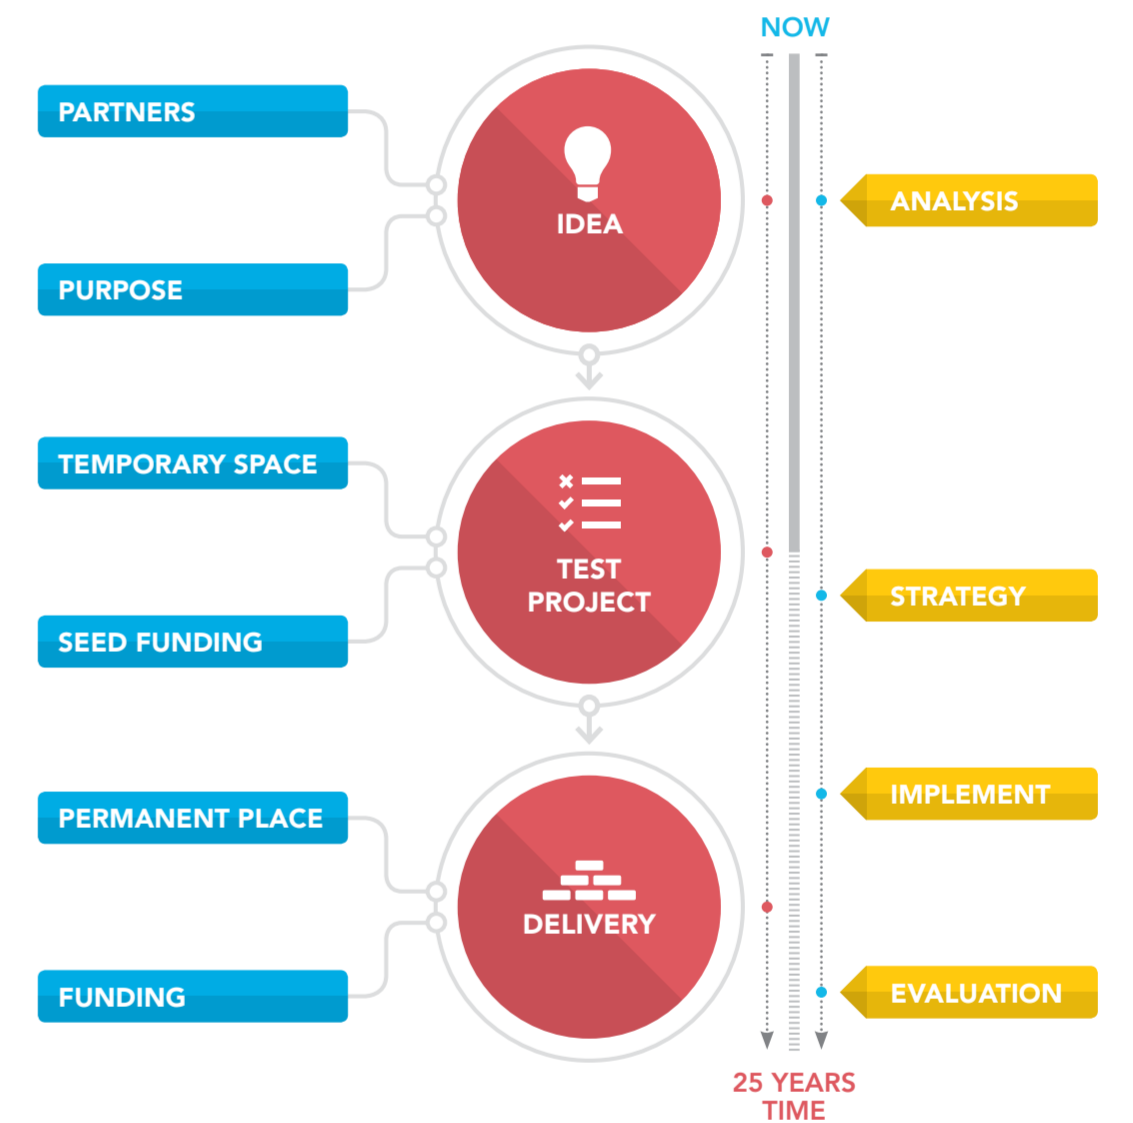 NOW
PARTNERS
PURPOSE
IDEA
ANALYSIS
TEMPORARY SPACE
SEED FUNDING
TEST
PROJECT
STRATEGY
PERMANENT PLACE
FUNDING
DELIVERY
IMPLEMENT
EVALUATION
25 YEARS
TIME